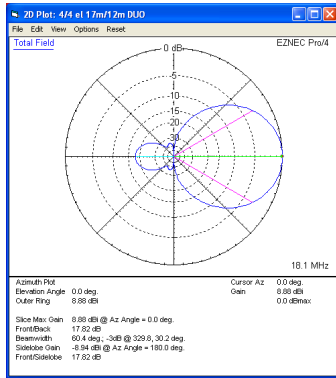 2D Plot: 4/4 el 17m/12m DUO
File Edit View Options Reset
Total Field
EZNEC Pro/4
0 dB
-5
-10
-15
-20
-30
18.1 MHz
Azimuth Plot
Elevation Angle 0.0 deg.
Outer Ring 8.88 dBi
Cursor Az 0.0 deg.
Gain 8.88 dBi
0.0 dBmax
Slice Max Gain 8.88 dBi @ Az Angle = 0.0 deg.
Front/Back 17.82 dB
Beamwidth 60.4 deg.; -3dB @ 329.8, 30.2 deg.
Sidelobe Gain -8.94 dBi @ Az Angle = 180.0 deg.
Front/Sidelobe 17.82 dB